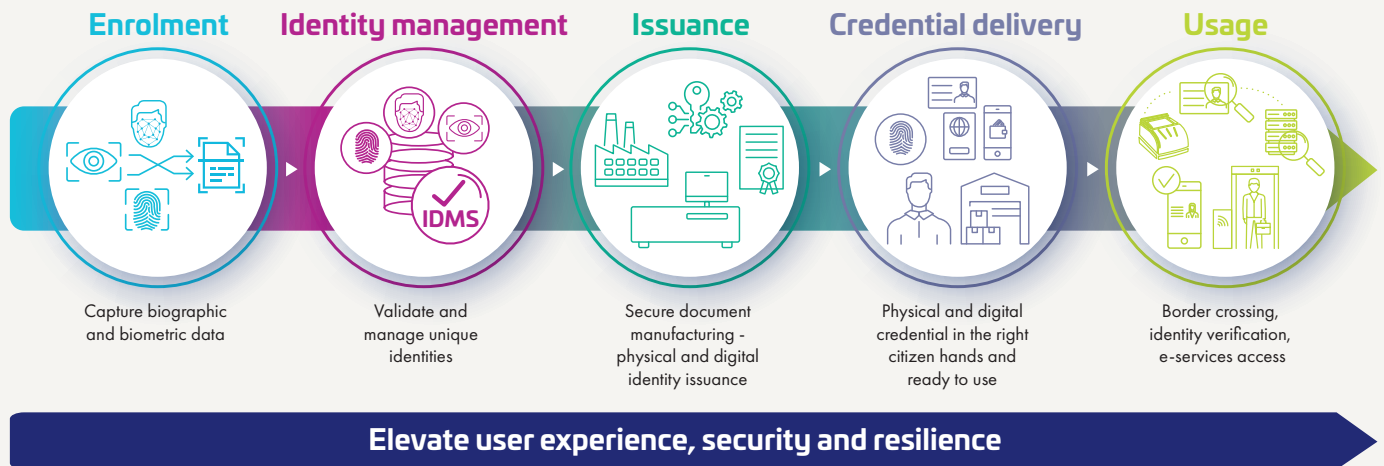 Enrolment
Identity management
Issuance
Credential delivery
Usage
IDMS
Capture biographic
and biometric data
Validate and
manage unique
identities
Secure document
manufacturing -
physical and digital
identity issuance
Physical and digital
credential in the right
citizen hands and
ready to use
Border crossing,
identity verification,
e-services access
Elevate user experience, security and resilience